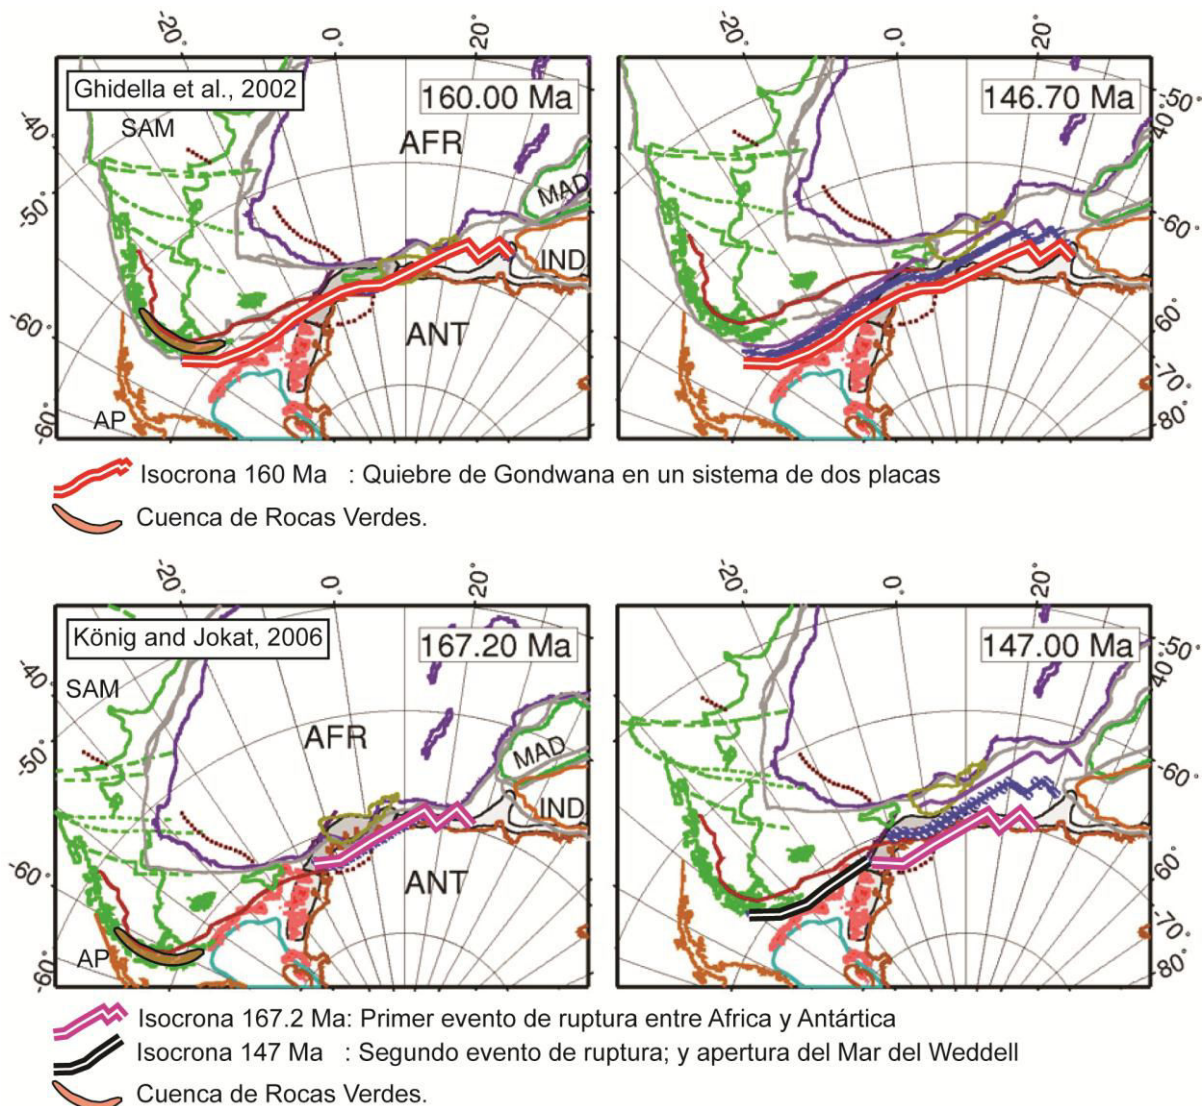 -20° 0° 20° -20° 0° 20°
Ghidella et al., 2002 160.00 Ma 146.70 Ma
SAM
AFR
-40° -50° 40°
MAD
-50° -60°
IND
ANT
-60° -60°
-70°
AP
-60° -80°
Isocrona 160 Ma : Quiebre de Gondwana en un sistema de dos placas
Cuenca de Rocas Verdes.
-20° 0° 20° -20° 0° 20°
König and Jokat, 2006 167.20 Ma 147.00 Ma
SAM
-40° -50° 40°
AFR
MAD
-50° -60°
IND
ANT
-60° -60°
-70°
AP
-60° -80°
Isocrona 167.2 Ma: Primer evento de ruptura entre Africa y Antártica
Isocrona 147 Ma : Segundo evento de ruptura; y apertura del Mar del Weddell
Cuenca de Rocas Verdes.